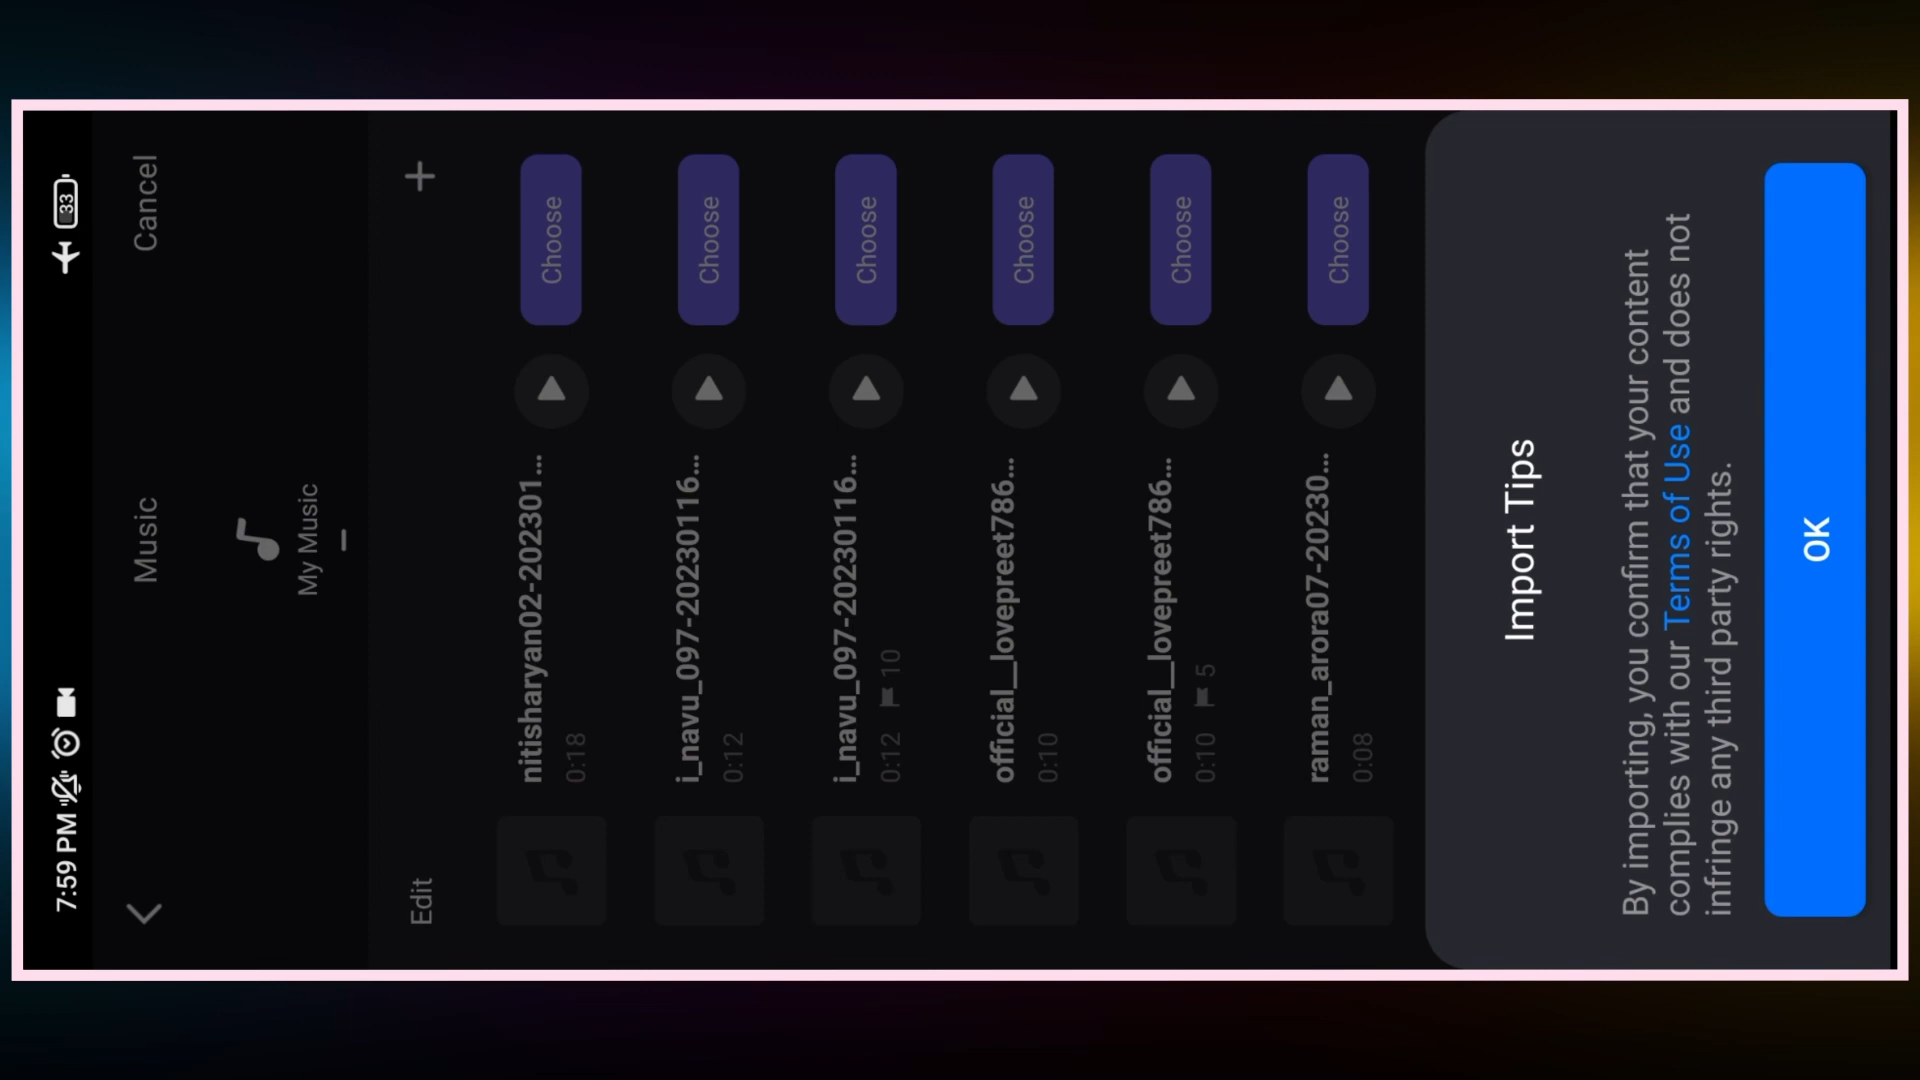 7:59 PM
33
Music
Cancel
My Music
Edit
+
nitisharyan02-202301...
0:18
Choose
i_navu_097-20230116...
0:12
Choose
i_navu_097-20230116...
0:12 10
Choose
official__lovepreet786...
0:10
Choose
official__lovepreet786...
0:10 5
Choose
raman_arora07-20230...
0:08
Choose
Import Tips
By importing, you confirm that your content
complies with our Terms of Use and does not
infringe any third party rights.
OK